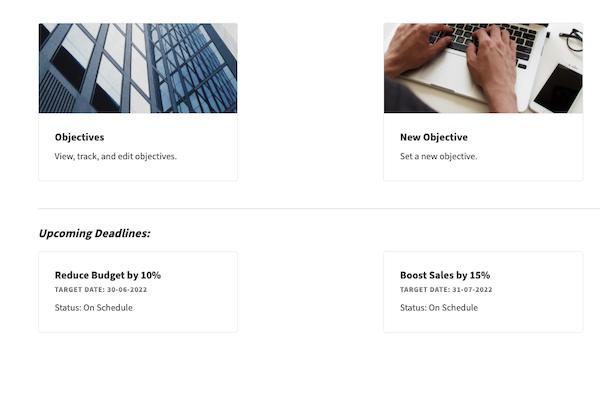 Objectives
View, track, and edit objectives.
New Objective
Set a new objective.
Upcoming Deadlines:
Reduce Budget by 10%
TARGET DATE: 30-06-2022
Status: On Schedule
Boost Sales by 15%
TARGET DATE: 31-07-2022
Status: On Schedule